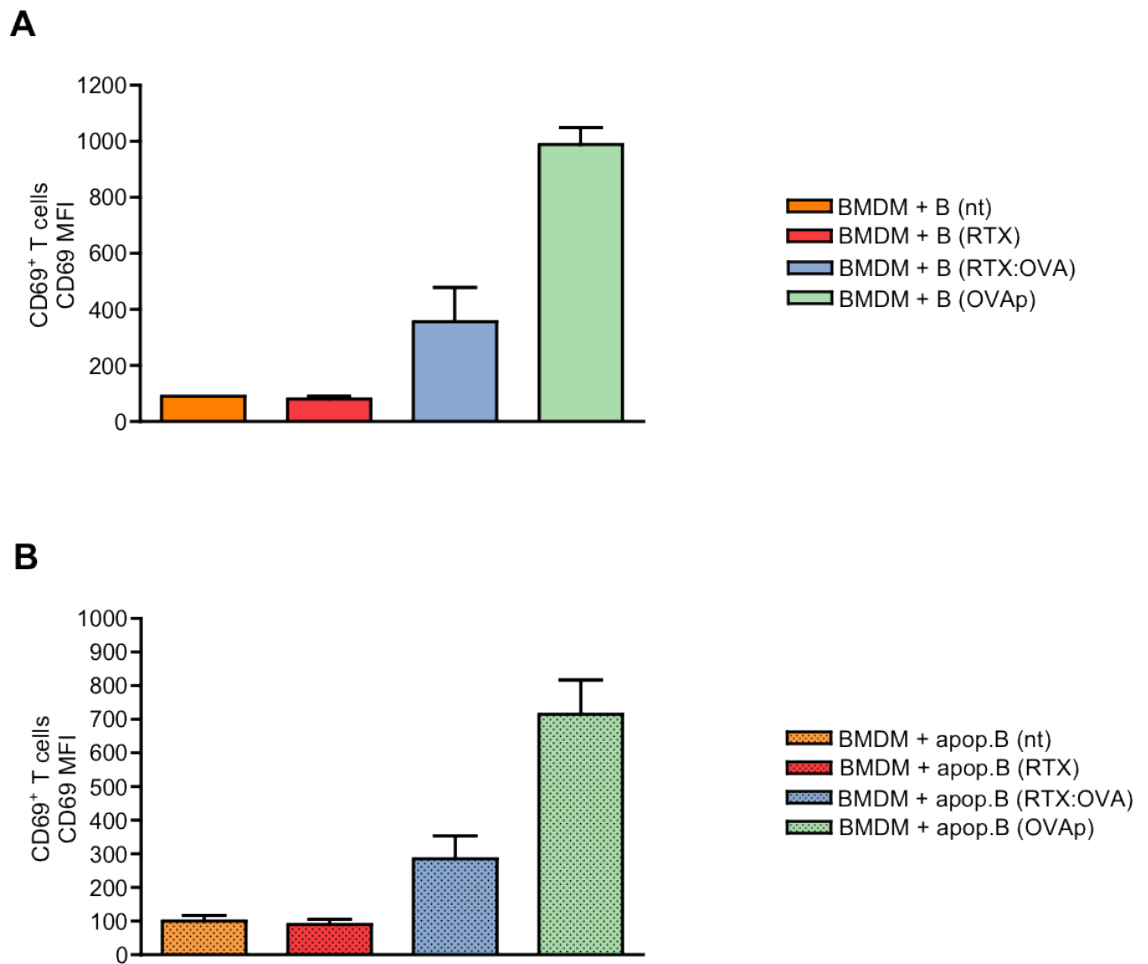 A
1200
1000
800
600
400
200
0
CD69⁺ T cells
CD69 MFI
BMDM + B (nt)
BMDM + B (RTX)
BMDM + B (RTX:OVA)
BMDM + B (OVAp)
B
1000
900
800
700
600
500
400
300
200
100
0
CD69⁺ T cells
CD69 MFI
BMDM + apop.B (nt)
BMDM + apop.B (RTX)
BMDM + apop.B (RTX:OVA)
BMDM + apop.B (OVAp)